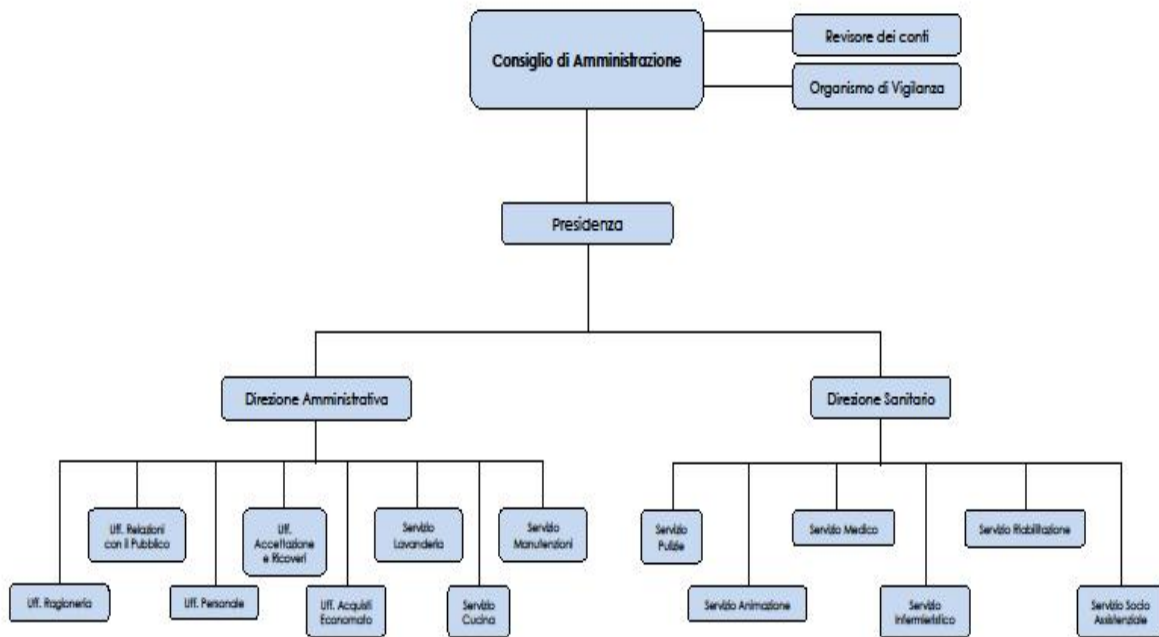 Consiglio di Amministrazione
Revisore dei conti
Organismo di Vigilanza
Presidenza
Direzione Amministrativa
Direzione Sanitario
Uff. Relazioni
con il Pubblico
Uff.
Accettazione
e Ricoveri
Servizio
Lavanderia
Servizio
Manutenzioni
Servizio
Pulizie
Servizio Medico
Servizio Riabilitazione
Uff. Ragioneria
Uff. Personale
Uff. Acquisti
Economato
Servizio
Cucina
Servizio Animazione
Servizio
Infermieristico
Servizio Socio
Assistenziale